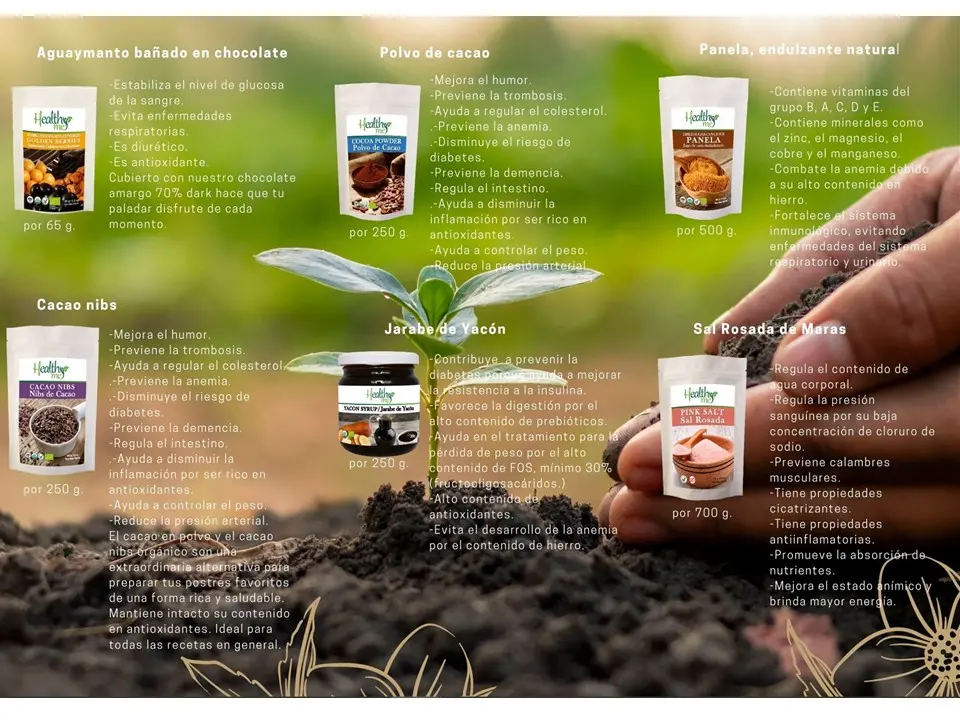 Aguaymanto bañado en chocolate
-Estabiliza el nivel de glucosa
de la sangre.
-Evita enfermedades
respiratorias.
-Es diurético.
-Es antioxidante.
Cubierto con nuestro chocolate
amargo 70% dark hace que tu
paladar disfrute de cada
momento.
Healthy
me
GOLDEN BERRIES
por 65 g.
Polvo de cacao
-Mejora el humor.
-Previene la trombosis.
-Ayuda a regular el colesterol.
.-Previene la anemia.
.-Disminuye el riesgo de
diabetes.
-Previene la demencia.
-Regula el intestino.
.-Ayuda a disminuir la
inflamación por ser rico en
antioxidantes.
-Ayuda a controlar el peso.
-Reduce la presión arterial.
Healthy
me
COCOA POWDER
Polvo de Cacao
por 250 g.
Panela, endulzante natural
-Contiene vitaminas del
grupo B, A, C, D y E.
-Contiene minerales como
el zinc, el magnesio, el
cobre y el manganeso.
-Combate la anemia debido
a su alto contenido en
hierro.
-Fortalece el sistema
inmunológico, evitando
enfermedades del sistema
respiratorio y urinario.
Healthy
me
PANELA
por 500 g.
Cacao nibs
-Mejora el humor.
-Previene la trombosis.
-Ayuda a regular el colesterol.
.-Previene la anemia.
.-Disminuye el riesgo de
diabetes.
-Previene la demencia.
-Regula el intestino.
.-Ayuda a disminuir la
inflamación por ser rico en
antioxidantes.
-Ayuda a controlar el peso.
-Reduce la presión arterial.
El cacao en polvo y el cacao
nibs orgánico son una
extraordinaria alternativa para
preparar tus postres favoritos
de una forma rica y saludable.
Mantiene intacto su contenido
en antioxidantes. Ideal para
todas las recetas en general.
Healthy
me
CACAO NIBS
Nibs de Cacao
por 250 g.
Jarabe de Yacón
-Contribuye a prevenir la
diabetes porque ayuda a mejorar
la resistencia a la insulina.
-Favorece la digestión por el
alto contenido de prebióticos.
-Ayuda en el tratamiento para la
pérdida de peso por el alto
contenido de FOS, mínimo 30%
(fructooligosacáridos.)
-Alto contenido de
antioxidantes.
-Evita el desarrollo de la anemia
por el contenido de hierro.
Healthy
me
YACON SYRUP/Jarabe de Yacón
por 250 g.
Sal Rosada de Maras
-Regula el contenido de
agua corporal.
-Regula la presión
sanguínea por su baja
concentración de cloruro de
sodio.
-Previene calambres
musculares.
-Tiene propiedades
cicatrizantes.
-Tiene propiedades
antiinflamatorias.
-Promueve la absorción de
nutrientes.
-Mejora el estado anímico y
brinda mayor energía.
Healthy
me
PINK SALT
Sal Rosada
por 700 g.